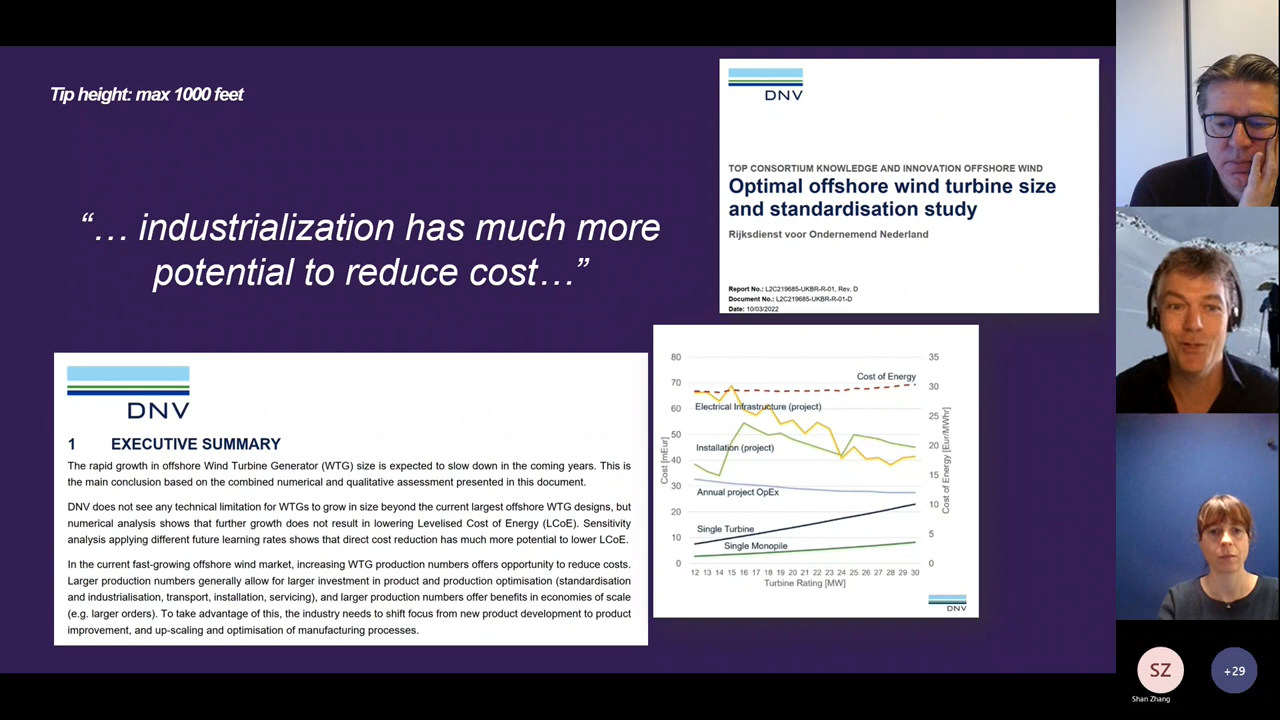 Tip height: max 1000 feet
“… industrialization has much more
potential to reduce cost…”
DNV
TOP CONSORTIUM KNOWLEDGE AND INNOVATION OFFSHORE WIND
Optimal offshore wind turbine size
and standardisation study
Rijksdienst voor Ondernemend Nederland
Report No.: L2C219685-UKBR-R-01, Rev. D
Document No.: L2C219685-UKBR-R-01-D
Date: 10/03/2022
DNV
1 EXECUTIVE SUMMARY
The rapid growth in offshore Wind Turbine Generator (WTG) size is expected to slow down in the coming years. This is
the main conclusion based on the combined numerical and qualitative assessment presented in this document.
DNV does not see any technical limitation for WTGs to grow in size beyond the current largest offshore WTG designs, but
numerical analysis shows that further growth does not result in lowering Levelised Cost of Energy (LCoE). Sensitivity
analysis applying different future learning rates shows that direct cost reduction has much more potential to lower LCoE.
In the current fast-growing offshore wind market, increasing WTG production numbers offers opportunity to reduce costs.
Larger production numbers generally allow for larger investment in product and production optimisation (standardisation
and industrialisation, transport, installation, servicing), and larger production numbers offer benefits in economies of scale
(e.g. larger orders). To take advantage of this, the industry needs to shift focus from new product development to product
improvement, and up-scaling and optimisation of manufacturing processes.
80
70
60
50
40
30
20
10
0
Cost [mEur]
35
30
25
20
15
10
5
0
Cost of Energy [Eur/MWhr]
Cost of Energy
Electrical Infrastructure (project)
Installation (project)
Annual project OpEx
Single Turbine
Single Monopile
12 13 14 15 16 17 18 19 20 21 22 23 24 25 26 27 28 29 30
Turbine Rating [MW]
DNV
SZ
Shan Zhang
+29